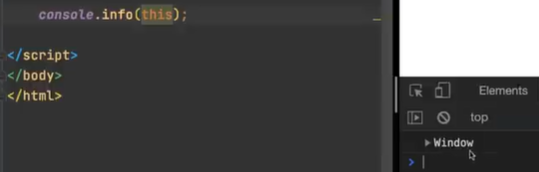 console.info(this);
</script>
</body>
</html>
Elements
top
Window